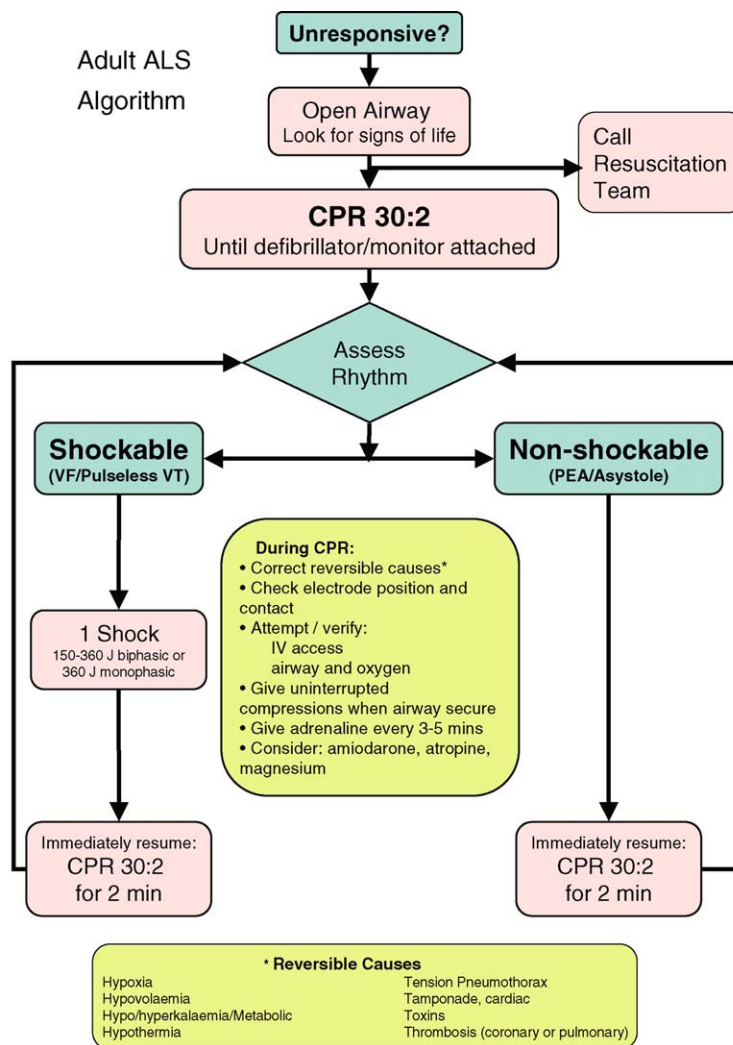 Adult ALS
Algorithm
Unresponsive?
Open Airway
Look for signs of life
Call
Resuscitation
Team
CPR 30:2
Until defibrillator/monitor attached
Assess
Rhythm
Shockable
(VF/Pulseless VT)
Non-shockable
(PEA/Asystole)
During CPR:
• Correct reversible causes*
• Check electrode position and
contact
• Attempt / verify:
IV access
airway and oxygen
• Give uninterrupted
compressions when airway secure
• Give adrenaline every 3-5 mins
• Consider: amiodarone, atropine,
magnesium
1 Shock
150-360 J biphasic or
360 J monophasic
Immediately resume:
CPR 30:2
for 2 min
Immediately resume:
CPR 30:2
for 2 min
* Reversible Causes
Hypoxia
Hypovolaemia
Hypo/hyperkalaemia/Metabolic
Hypothermia
Tension Pneumothorax
Tamponade, cardiac
Toxins
Thrombosis (coronary or pulmonary)